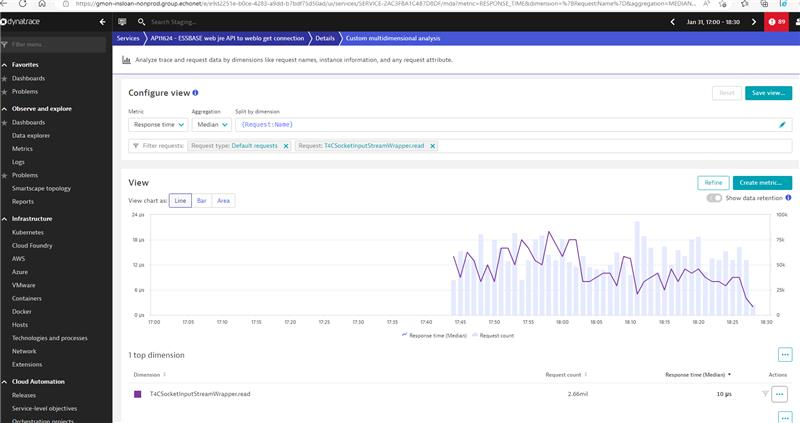 https://gmon-insloan-nonprod.group.echonet/e/e9d2251e-b0ce-4283-a9dd-b7bdf75d50ad/ui/services/SERVICE-2AC3FBA1C487D8DF/mda?metric=RESPONSE_TIME&dimension=%7BRequest:Name%7D&aggregation=MEDIAN...
dynatrace
Search Staging...
Jan 31, 17:00 - 18:30
89
Filter menu...
Favorites
Dashboards
Problems
Observe and explore
Dashboards
Data explorer
Metrics
Logs
Problems
Smartscape topology
Reports
Infrastructure
Kubernetes
Cloud Foundry
AWS
Azure
VMware
Containers
Docker
Hosts
Technologies and processes
Network
Extensions
Cloud Automation
Releases
Service-level objectives
Orchestration projects
Services
AP11624 - ESSBASE web jre API to weblo get connection
Details
Custom multidimensional analysis
Analyze trace and request data by dimensions like request names, instance information, and any request attribute.
Configure view
Reset
Save view...
Metric
Aggregation
Split by dimension
Response time
Median
{Request:Name}
Filter requests:
Request type: Default requests
Request: T4CSocketInputStreamWrapper.read
View
Refine
Create metric...
View chart as:
Line
Bar
Area
Show data retention
24 µs
18 µs
12 µs
6 µs
0 µs
100k
75k
50k
25k
0
17:00
17:05
17:10
17:15
17:20
17:25
17:30
17:35
17:40
17:45
17:50
17:55
18:00
18:05
18:10
18:15
18:20
18:25
18:30
Response time (Median)
Request count
1 top dimension
Dimension
Request count
Response time (Median)
Actions
T4CSocketInputStreamWrapper.read
2.66mil
10 µs